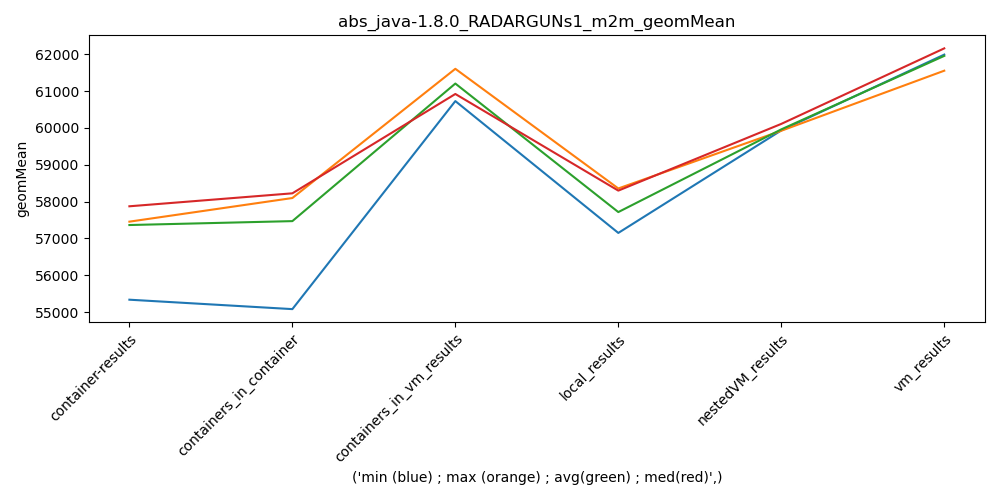 abs_java-1.8.0_RADARGUNs1_m2m_geomMean
geomMean
62000
61000
60000
59000
58000
57000
56000
55000
container-results
containers_in_container
containers_in_vm_results
local_results
nestedVM_results
vm_results
('min (blue) ; max (orange) ; avg(green) ; med(red)',)